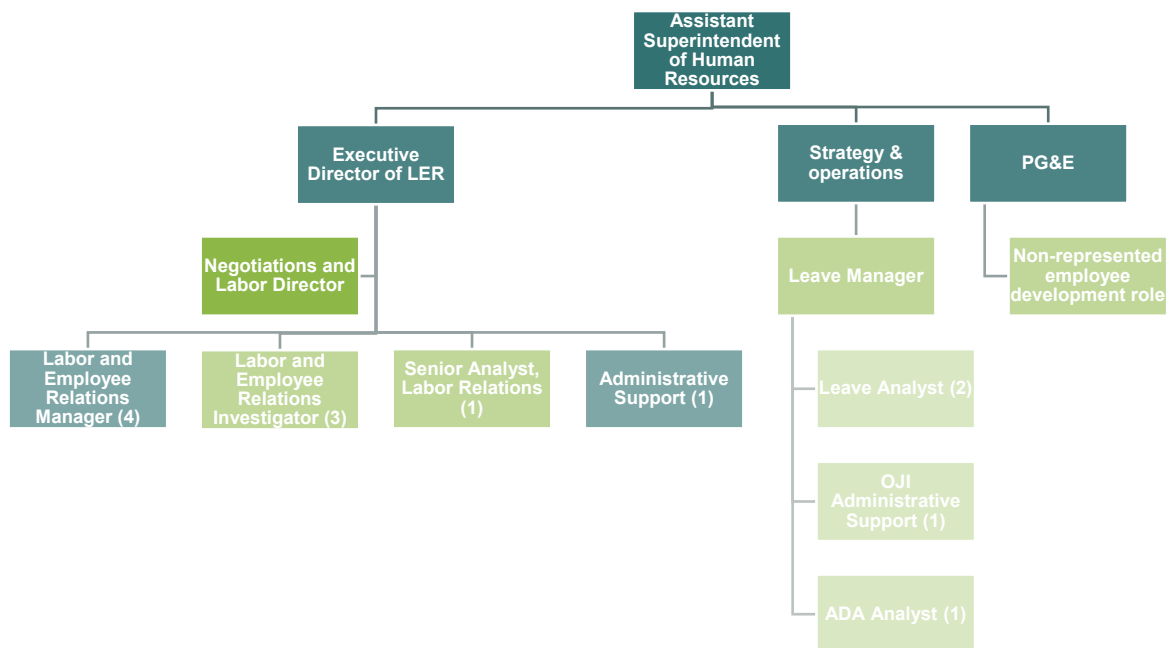 Assistant
Superintendent
of Human
Resources
Executive
Director of LER
Strategy &
operations
PG&E
Negotiations and
Labor Director
Leave Manager
Non-represented
employee
development role
Labor and
Employee
Relations
Manager (4)
Labor and
Employee
Relations
Investigator (3)
Senior Analyst,
Labor Relations
(1)
Administrative
Support (1)
Leave Analyst (2)
OJI
Administrative
Support (1)
ADA Analyst (1)